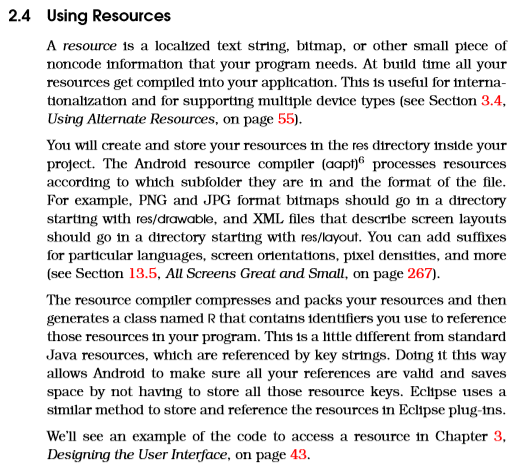 2.4 Using Resources
A resource is a localized text string, bitmap, or other small piece of
noncode information that your program needs. At build time all your
resources get compiled into your application. This is useful for interna-
tionalization and for supporting multiple device types (see Section 3.4,
Using Alternate Resources, on page 55).
You will create and store your resources in the res directory inside your
project. The Android resource compiler (aapt)6 processes resources
according to which subfolder they are in and the format of the file.
For example, PNG and JPG format bitmaps should go in a directory
starting with res/drawable, and XML files that describe screen layouts
should go in a directory starting with res/layout. You can add suffixes
for particular languages, screen orientations, pixel densities, and more
(see Section 13.5, All Screens Great and Small, on page 267).
The resource compiler compresses and packs your resources and then
generates a class named R that contains identifiers you use to reference
those resources in your program. This is a little different from standard
Java resources, which are referenced by key strings. Doing it this way
allows Android to make sure all your references are valid and saves
space by not having to store all those resource keys. Eclipse uses a
similar method to store and reference the resources in Eclipse plug-ins.
We'll see an example of the code to access a resource in Chapter 3,
Designing the User Interface, on page 43.